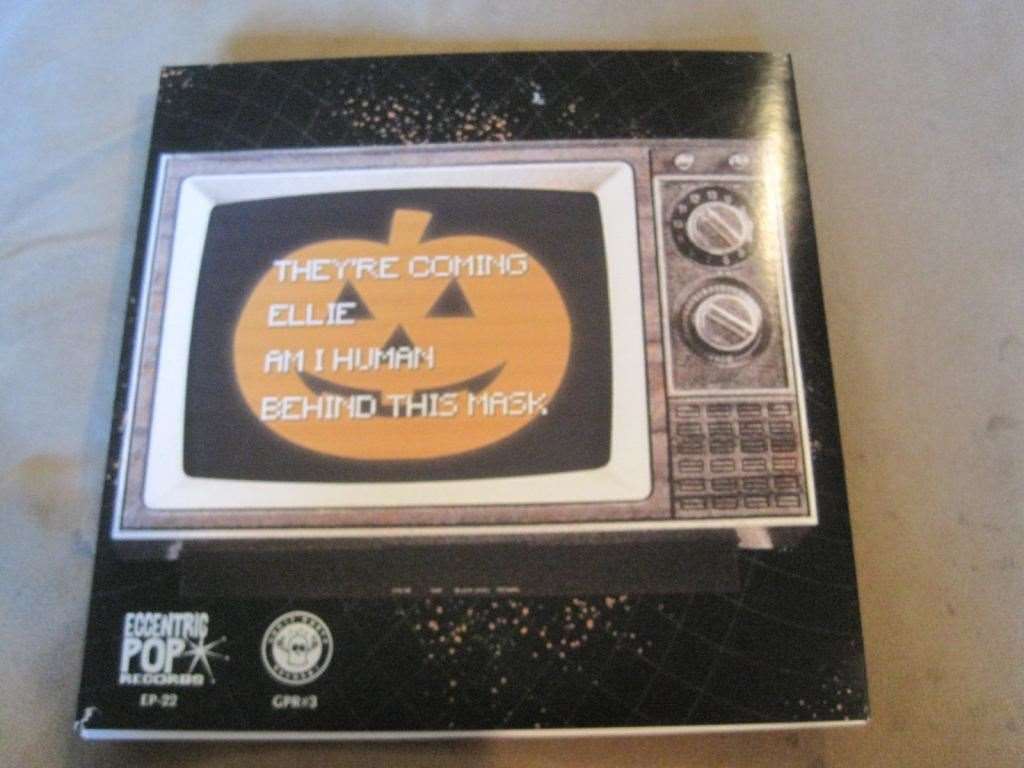 THEY'RE COMING
ELLIE
AM I HUMAN
BEHIND THIS MASK
ECCENTRIC
POP
RECORDS
EP-22
GPR#3